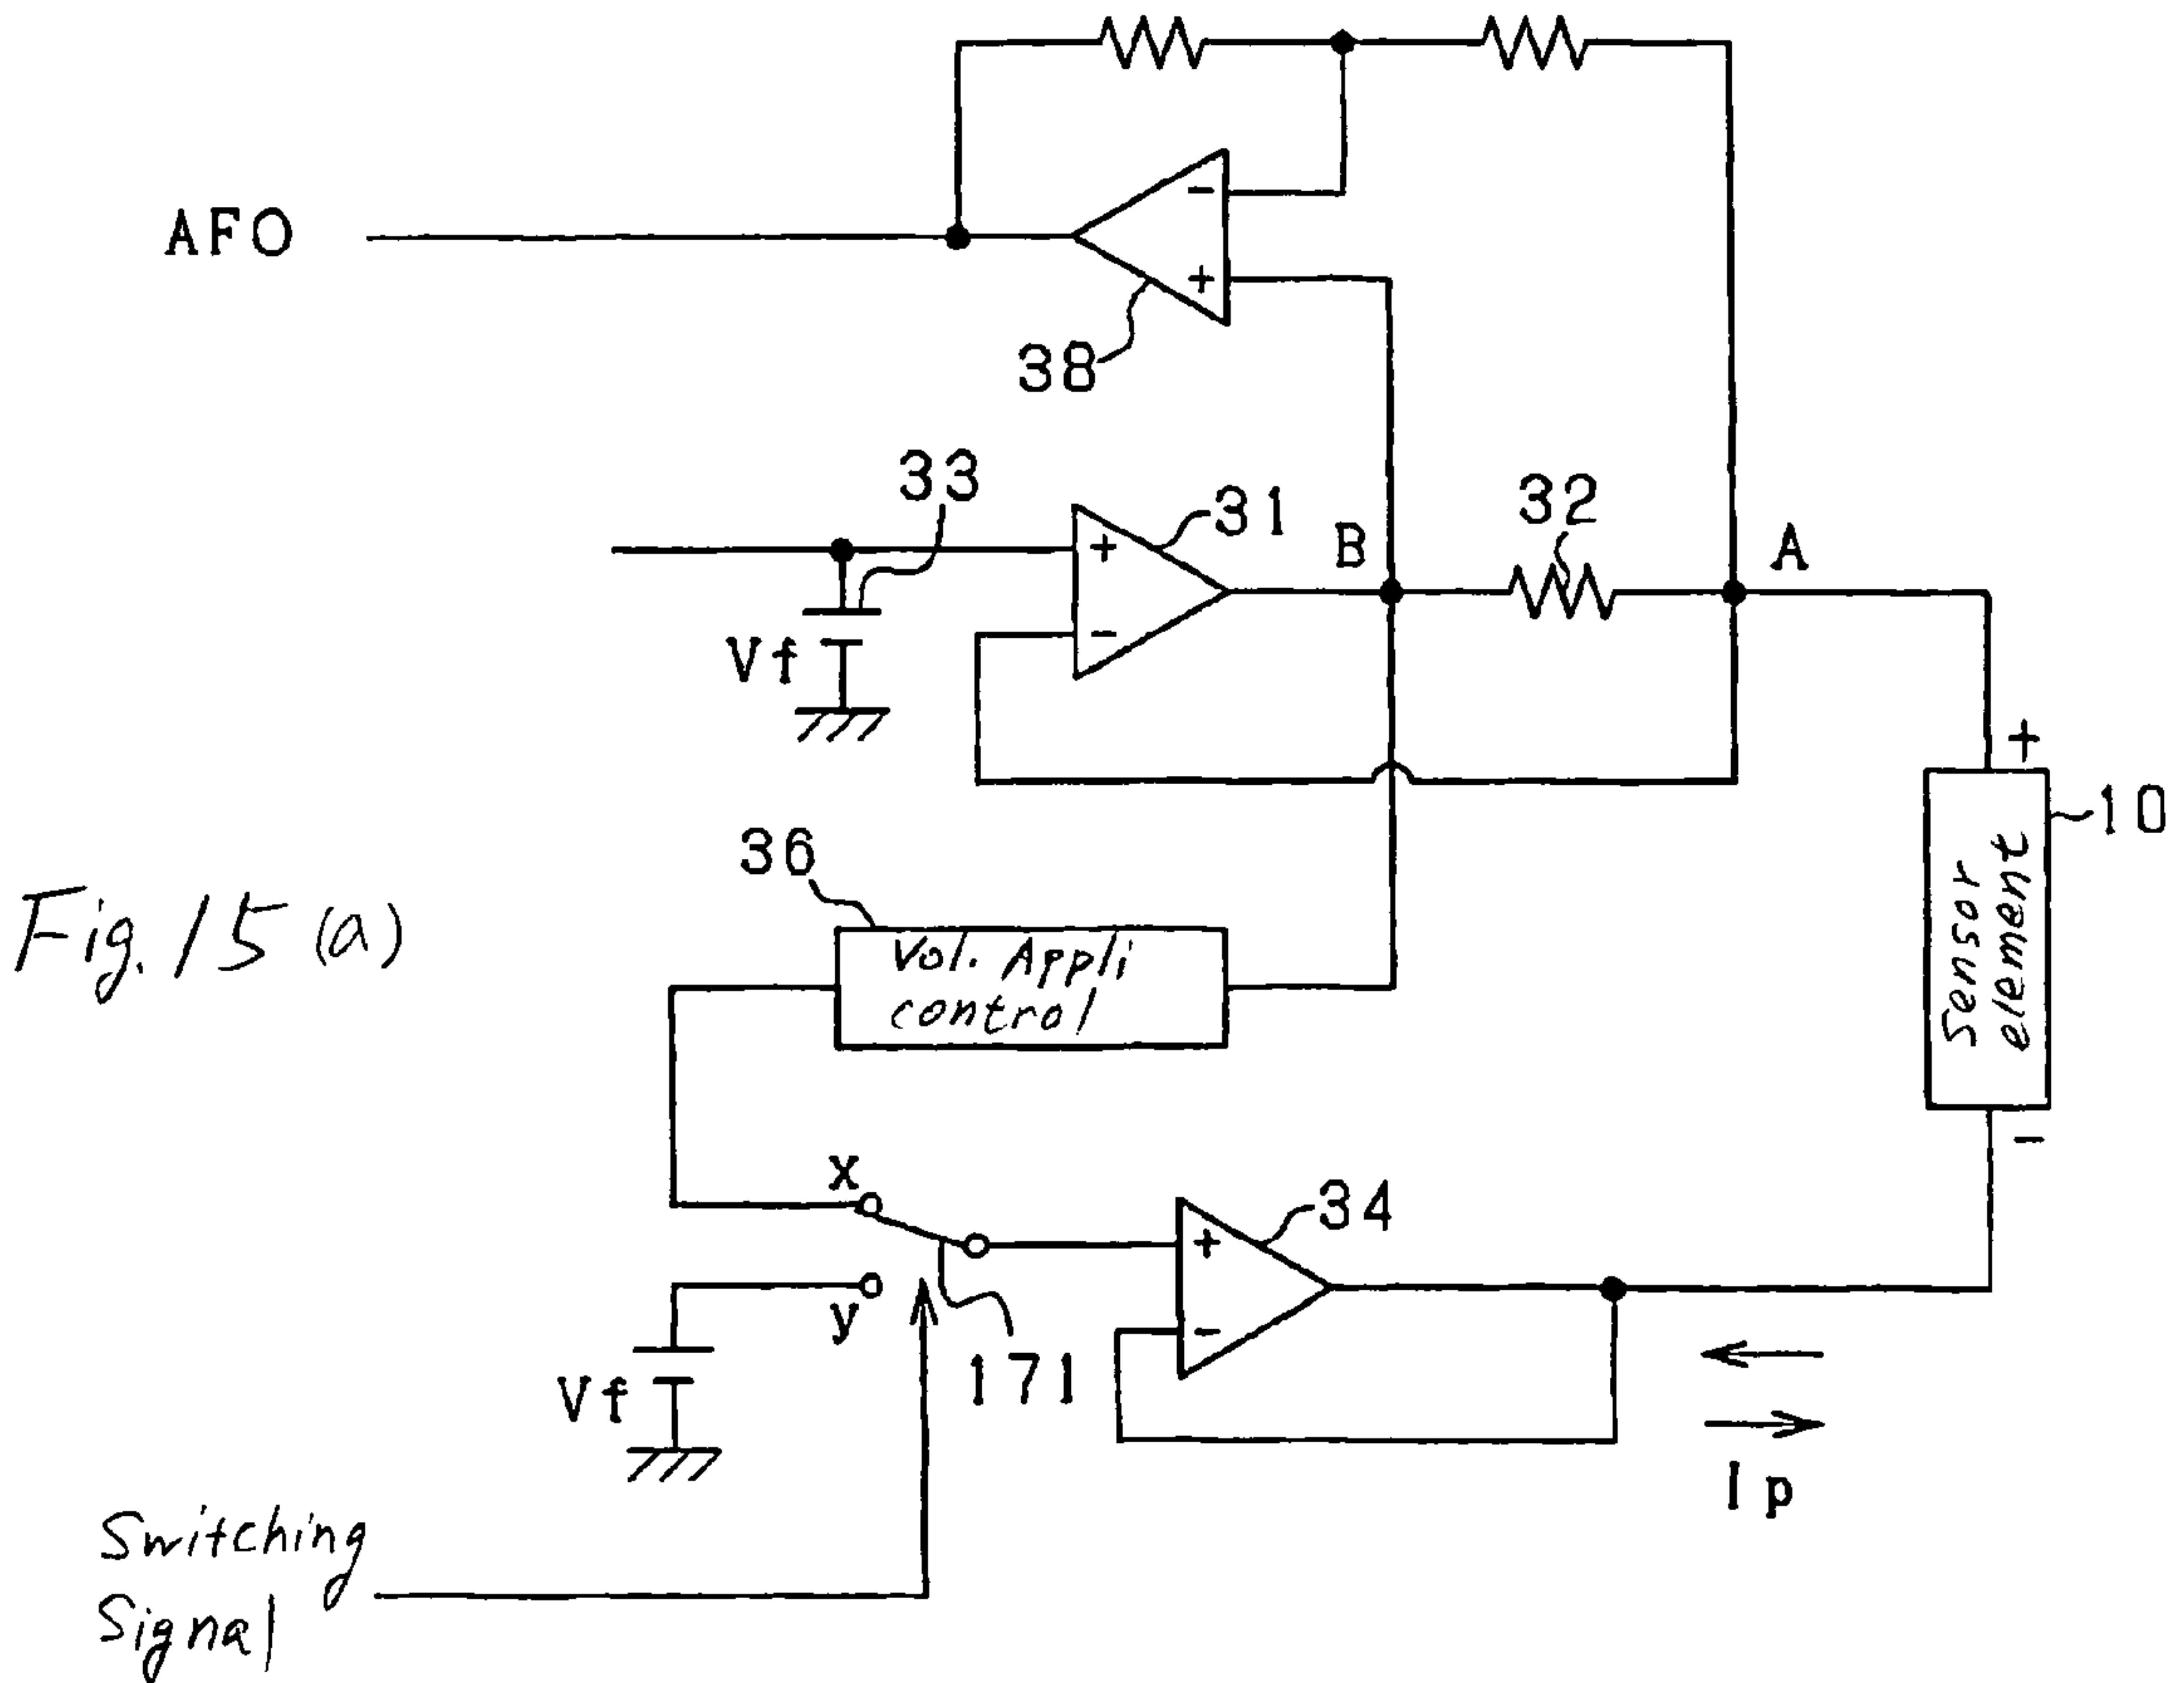 AFO
-
+
38
33
31
32
B
A
+
-
Vf
+
10
36
Sensor
element
Fig. 15 (a)
Vol. Appli
control
-
x
34
+
y
-
171
Vf
Ip
Switching
Signal